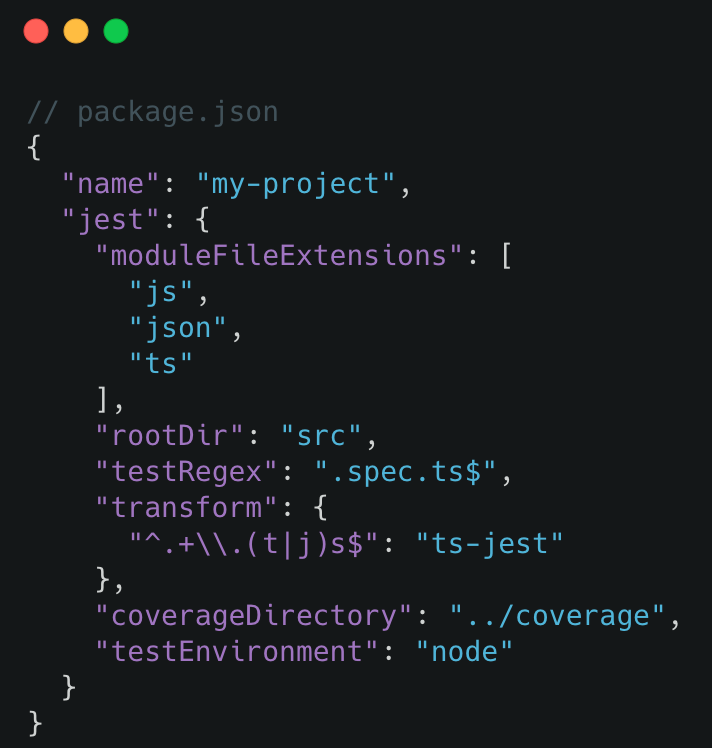 // package.json
{
  "name": "my-project",
  "jest": {
    "moduleFileExtensions": [
      "js",
      "json",
      "ts"
    ],
    "rootDir": "src",
    "testRegex": ".spec.ts$",
    "transform": {
      "^.+\\.(t|j)s$": "ts-jest"
    },
    "coverageDirectory": "../coverage",
    "testEnvironment": "node"
  }
}